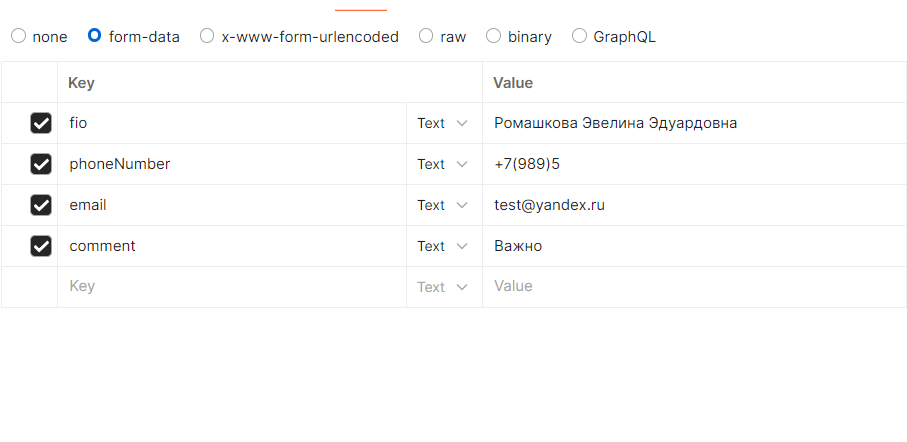 none form-data x-www-form-urlencoded raw binary GraphQL
Key Value
fio Text Ромашкова Эвелина Эдуардовна
phoneNumber Text +7(989)5
email Text test@yandex.ru
comment Text Важно
Key Text Value